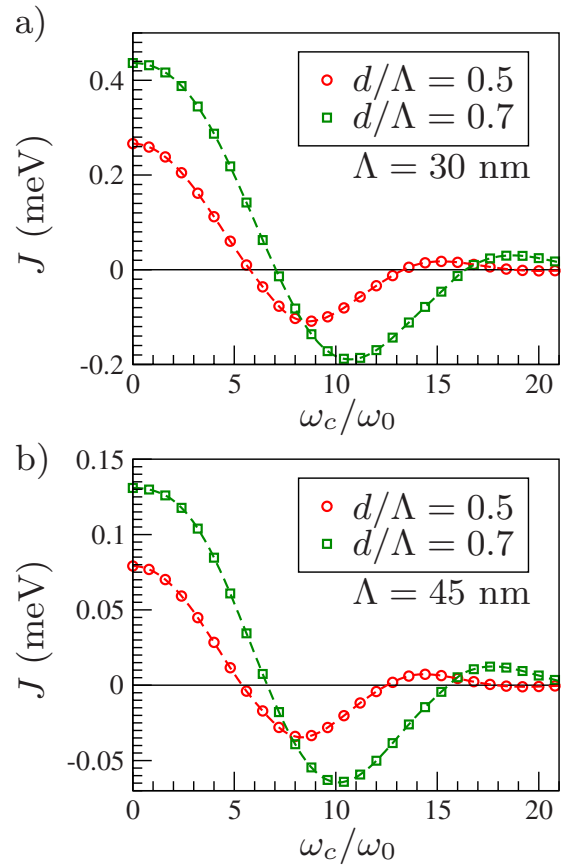 a)
0.4
0.2
0
-0.2
J (meV)
d/Λ = 0.5
d/Λ = 0.7
Λ = 30 nm
0 5 10 15 20
ω_c/ω_0
b)
0.15
0.1
0.05
0
-0.05
J (meV)
d/Λ = 0.5
d/Λ = 0.7
Λ = 45 nm
0 5 10 15 20
ω_c/ω_0